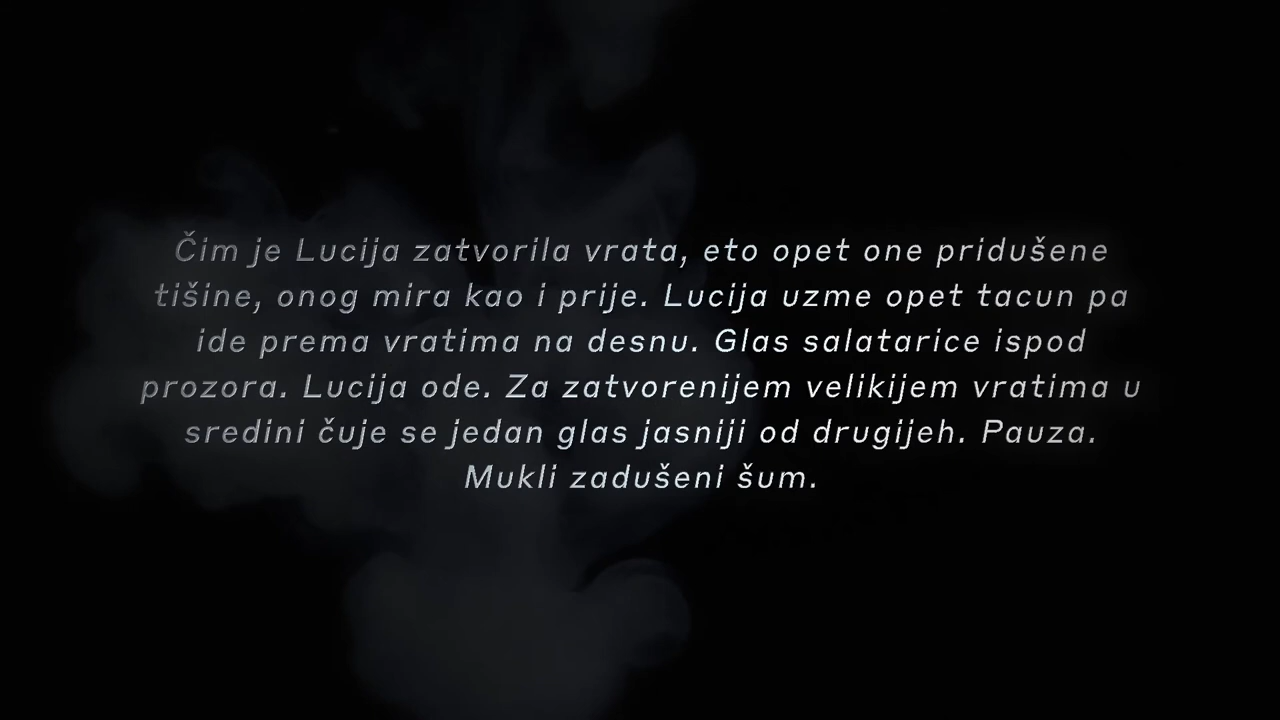 Čim je Lucija zatvorila vrata, eto opet one pridušene
tišine, onog mira kao i prije. Lucija uzme opet tacun pa
ide prema vratima na desnu. Glas salatarice ispod
prozora. Lucija ode. Za zatvorenijem velikijem vratima u
sredini čuje se jedan glas jasniji od drugijeh. Pauza.
Mukli zadušeni šum.